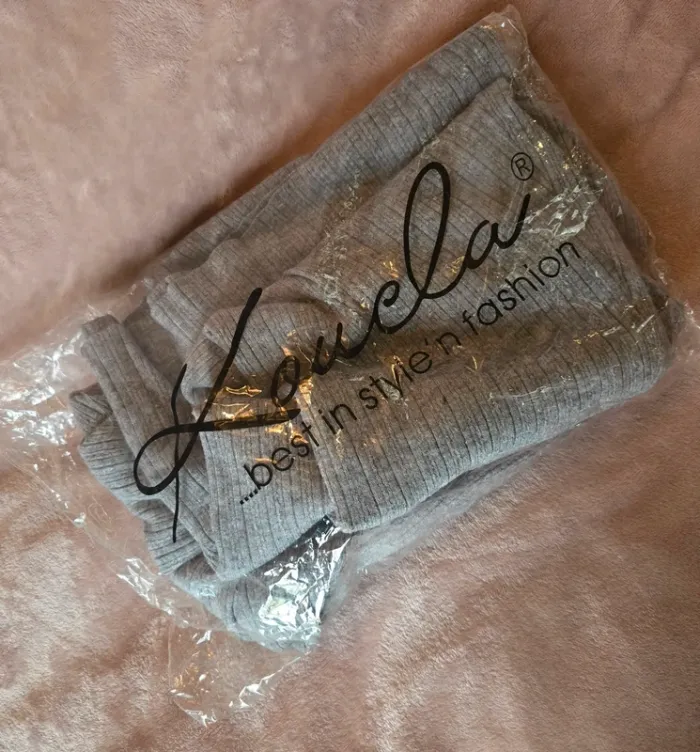 Koucla®
....best in style'n fashion